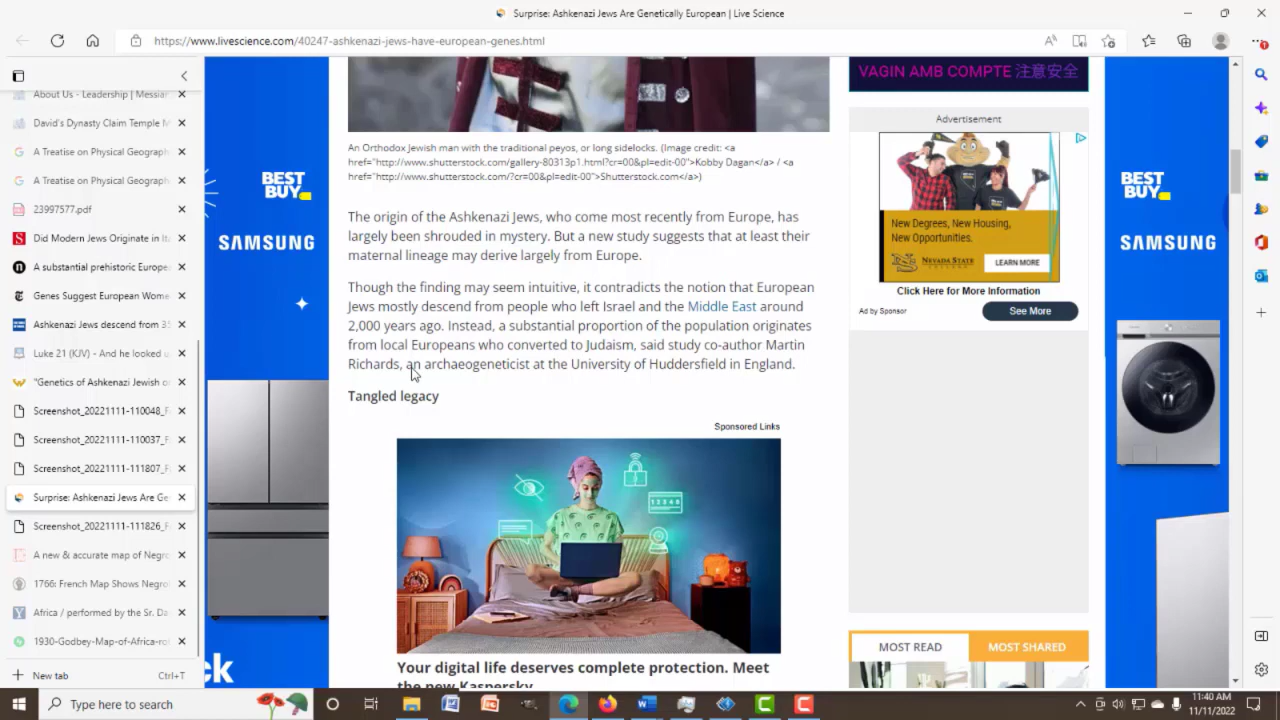 Surprise: Ashkenazi Jews Are Genetically European | Live Science
https://www.livescience.com/40247-ashkenazi-jews-have-european-genes.html
About Us - Leadership | Messiar
David's Dynasty Claim Temple M
A Treatise on Physical Geograph
A Treatise on Physical Geograph
23997577.pdf
Did Modern Jews Originate in Ita
A substantial prehistoric Europe
Genes Suggest European Wome
Ashkenazi Jews descend from 35
Luke 21 (KJV) - And he looked u
"Genetics of Ashkenazi Jewish o
Screenshot_20221111-110048_F
Screenshot_20221111-110037_F
Screenshot_20221111-111807_F
Surprise: Ashkenazi Jews Are Ge
Screenshot_20221111-111826_F
A new & accurate map of Negro
1766: French Map Shows Negro
Africa / performed by the Sr. Da
1930-Godbey-Map-of-Africa-ro
New tab Ctrl+T
BEST
BUY
SAMSUNG
ck
An Orthodox Jewish man with the traditional peyos, or long sidelocks. (Image credit: <a
href="http://www.shutterstock.com/gallery-80313p1.html?cr=00&pl=edit-00">Kobby Dagan</a> / <a
href="http://www.shutterstock.com/?cr=00&pl=edit-00">Shutterstock.com</a>)
The origin of the Ashkenazi Jews, who come most recently from Europe, has
largely been shrouded in mystery. But a new study suggests that at least their
maternal lineage may derive largely from Europe.
Though the finding may seem intuitive, it contradicts the notion that European
Jews mostly descend from people who left Israel and the Middle East around
2,000 years ago. Instead, a substantial proportion of the population originates
from local Europeans who converted to Judaism, said study co-author Martin
Richards, an archaeogeneticist at the University of Huddersfield in England.
Tangled legacy
Sponsored Links
Your digital life deserves complete protection. Meet
the new Kaspersky
VAGIN AMB COMPTE 注意安全
Advertisement
New Degrees, New Housing,
New Opportunities.
NEVADA STATE
LEARN MORE
Click Here for More Information
Ad by Sponsor
See More
MOST READ
MOST SHARED
BEST
BUY
SAMSUNG
Type here to search
11:40 AM
11/11/2022